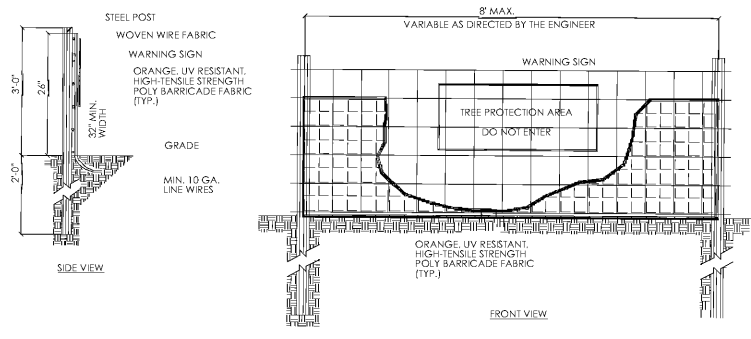 STEEL POST
WOVEN WIRE FABRIC
WARNING SIGN
ORANGE, UV RESISTANT,
HIGH-TENSILE STRENGTH
POLY BARRICADE FABRIC
(TYP.)
3'-0"
26"
32" MIN.
WIDTH
GRADE
2'-0"
MIN. 10 GA.
LINE WIRES
SIDE VIEW
8' MAX.
VARIABLE AS DIRECTED BY THE ENGINEER
WARNING SIGN
TREE PROTECTION AREA
DO NOT ENTER
ORANGE, UV RESISTANT,
HIGH-TENSILE STRENGTH
POLY BARRICADE FABRIC
(TYP.)
FRONT VIEW